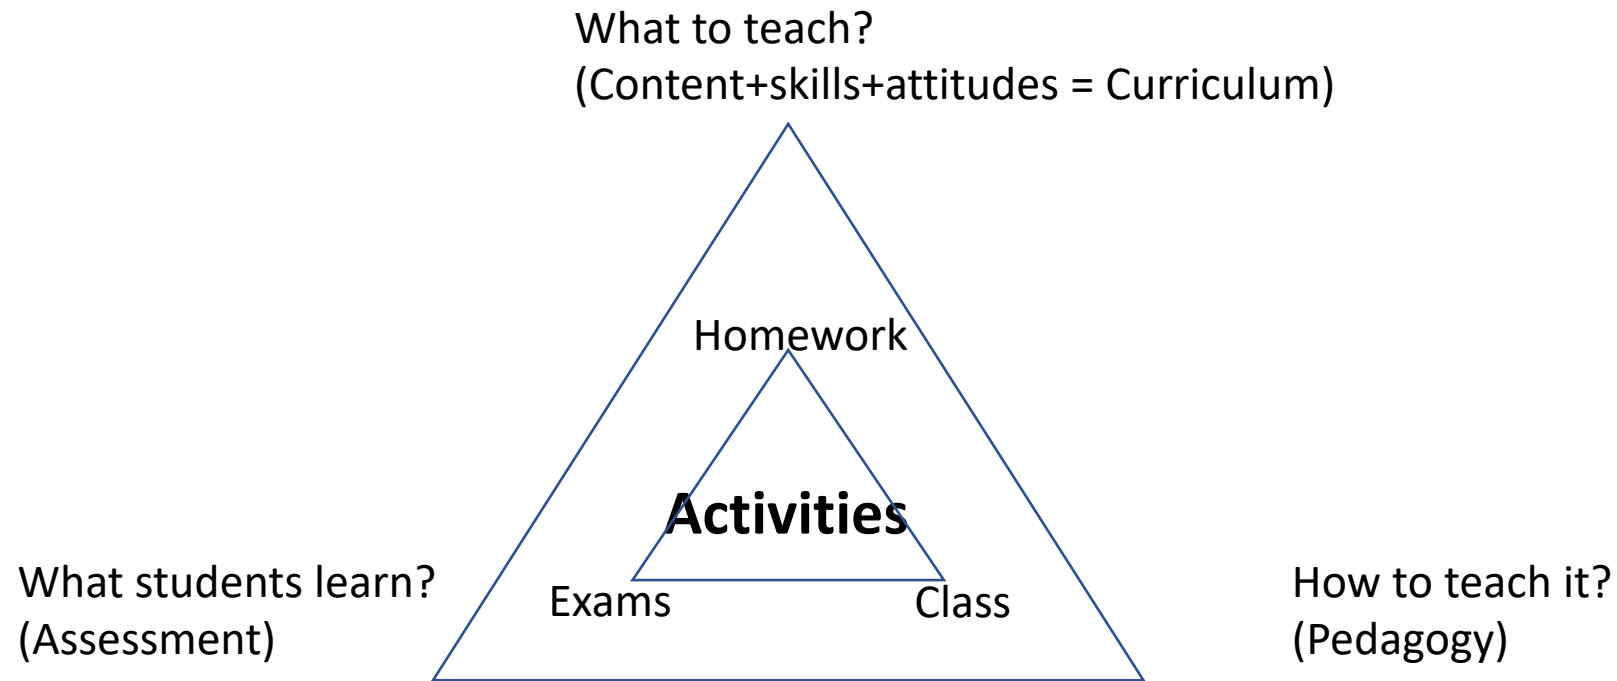 What to teach?
(Content+skills+attitudes = Curriculum)
Homework
Activities
Exams
Class
What students learn?
(Assessment)
How to teach it?
(Pedagogy)